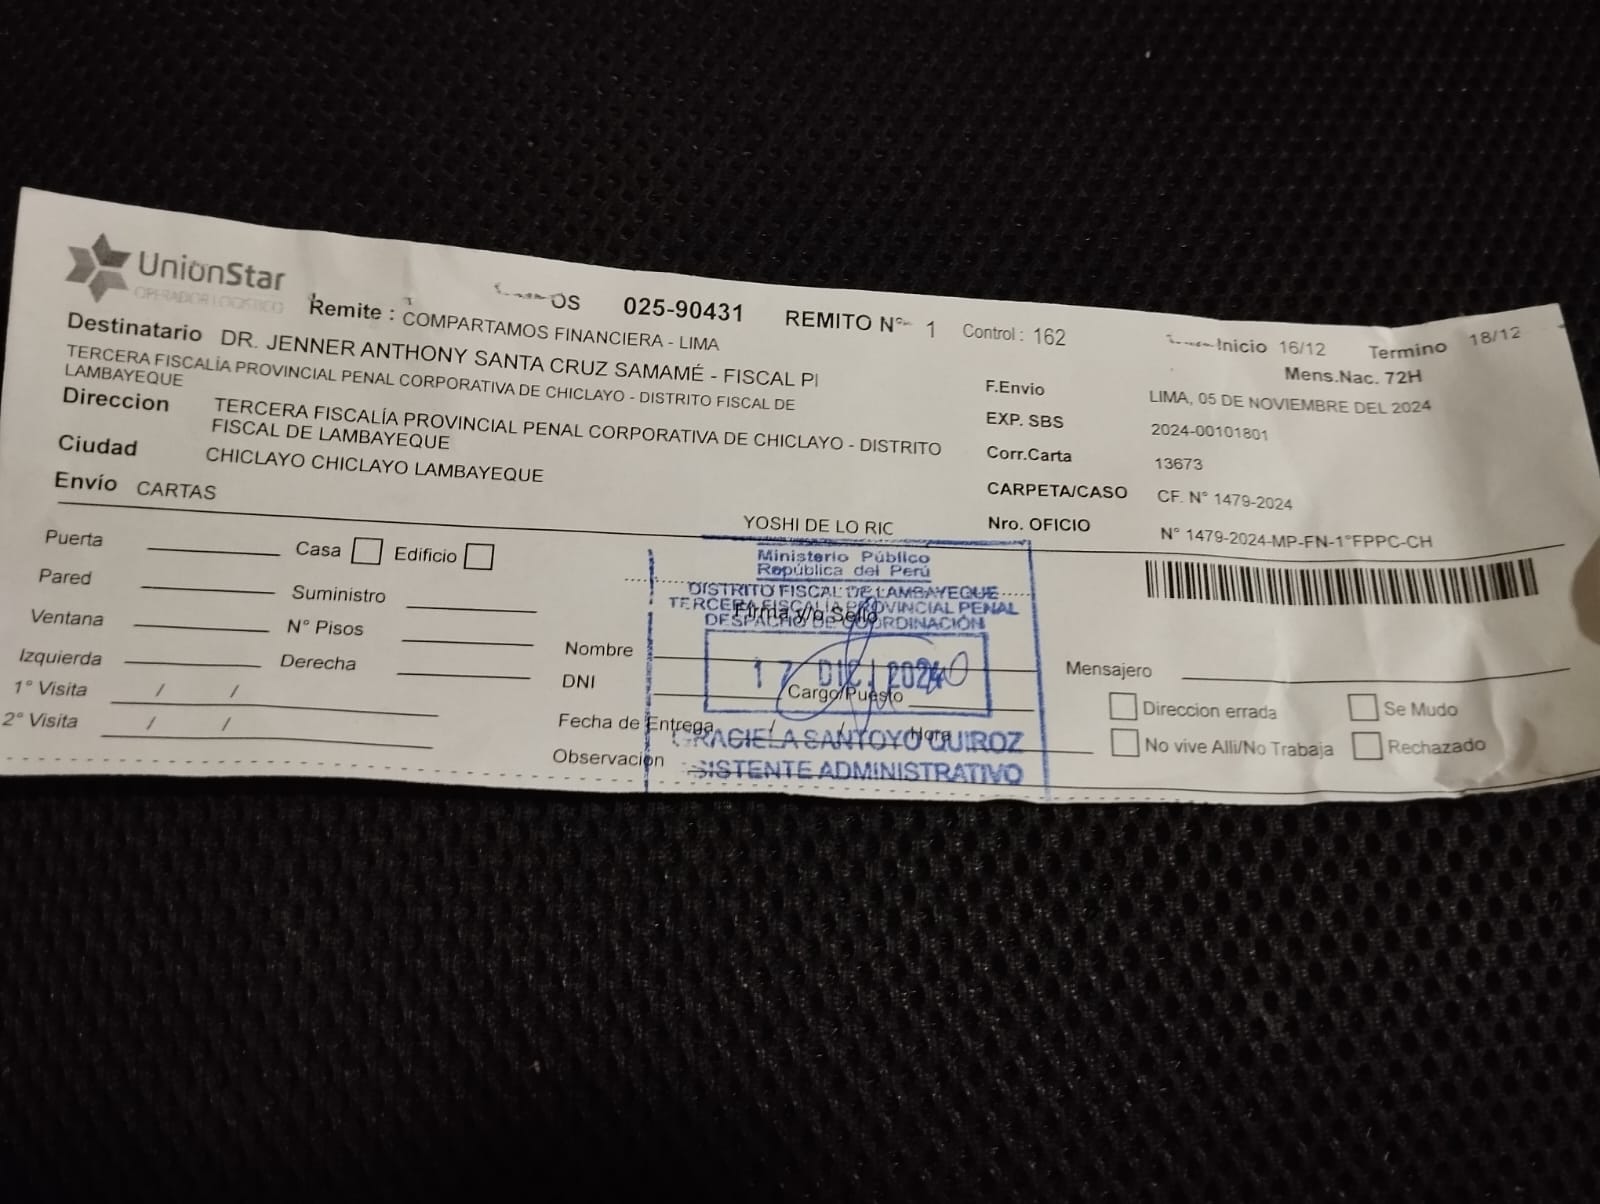 UnionStar
OPERADOR LOGISTICO
Remite : COMPARTAMOS FINANCIERA - LIMA
OS 025-90431 REMITO N° 1 Control : 162
Inicio 16/12 Termino 18/12
Mens.Nac. 72H
Destinatario DR. JENNER ANTHONY SANTA CRUZ SAMAMÉ - FISCAL PI
TERCERA FISCALÍA PROVINCIAL PENAL CORPORATIVA DE CHICLAYO - DISTRITO FISCAL DE
LAMBAYEQUE
Direccion TERCERA FISCALÍA PROVINCIAL PENAL CORPORATIVA DE CHICLAYO - DISTRITO
FISCAL DE LAMBAYEQUE
Ciudad CHICLAYO CHICLAYO LAMBAYEQUE
Envío CARTAS
F.Envio LIMA, 05 DE NOVIEMBRE DEL 2024
EXP. SBS 2024-00101801
Corr.Carta 13673
CARPETA/CASO CF. N° 1479-2024
Nro. OFICIO N° 1479-2024-MP-FN-1°FPPC-CH
YOSHI DE LO RIC
Puerta Casa Edificio
Pared Suministro
Ventana N° Pisos
Izquierda Derecha
1° Visita / /
2° Visita / /
Ministerio Público
República del Perú
DISTRITO FISCAL DE LAMBAYEQUE
TERCERA FISCALÍA PROVINCIAL PENAL
DESPACHO DE COORDINACIÓN
Firma y/o Sello
17 DIC. 2024
Nombre
DNI Cargo/Puesto
Fecha de Entrega / / Hora
Observación
GRACIELA SANTOYO QUIROZ
SISTENTE ADMINISTRATIVO
Mensajero
Direccion errada Se Mudo
No vive Alli/No Trabaja Rechazado